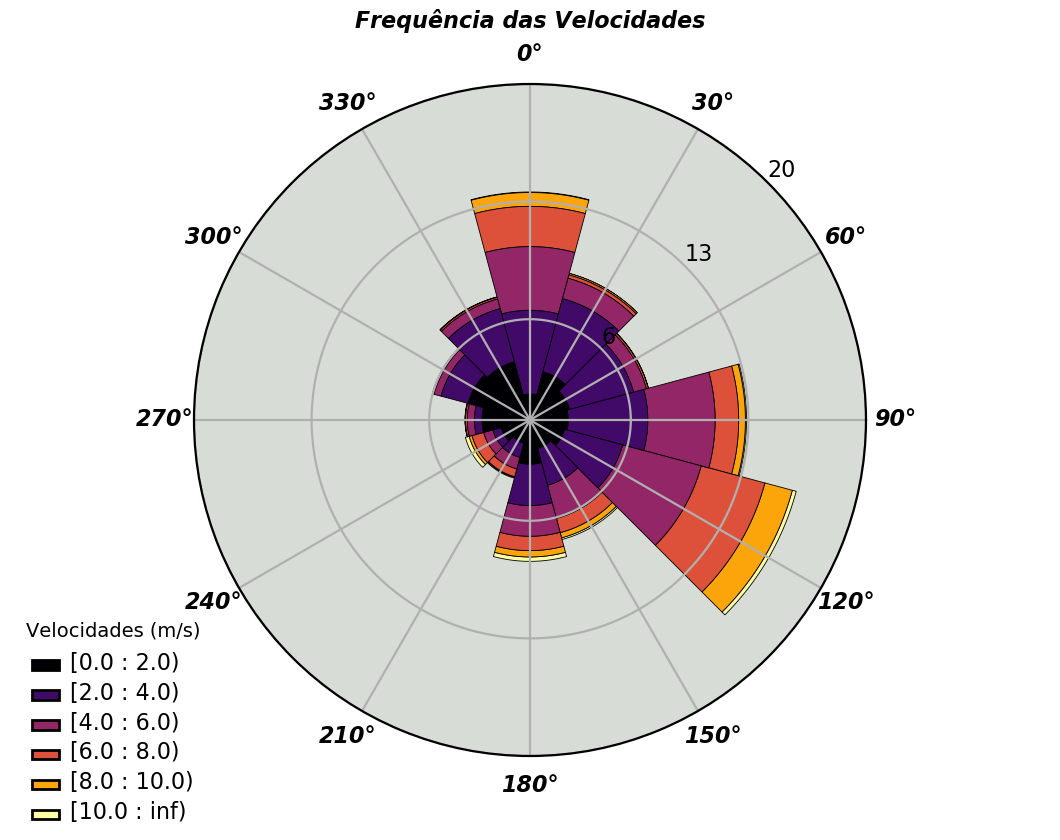 Frequência das Velocidades
0°
330°
30°
20
300°
60°
13
6
270°
90°
240°
120°
Velocidades (m/s)
[0.0 : 2.0)
[2.0 : 4.0)
[4.0 : 6.0)
210°
150°
[6.0 : 8.0)
180°
[8.0 : 10.0)
[10.0 : inf)